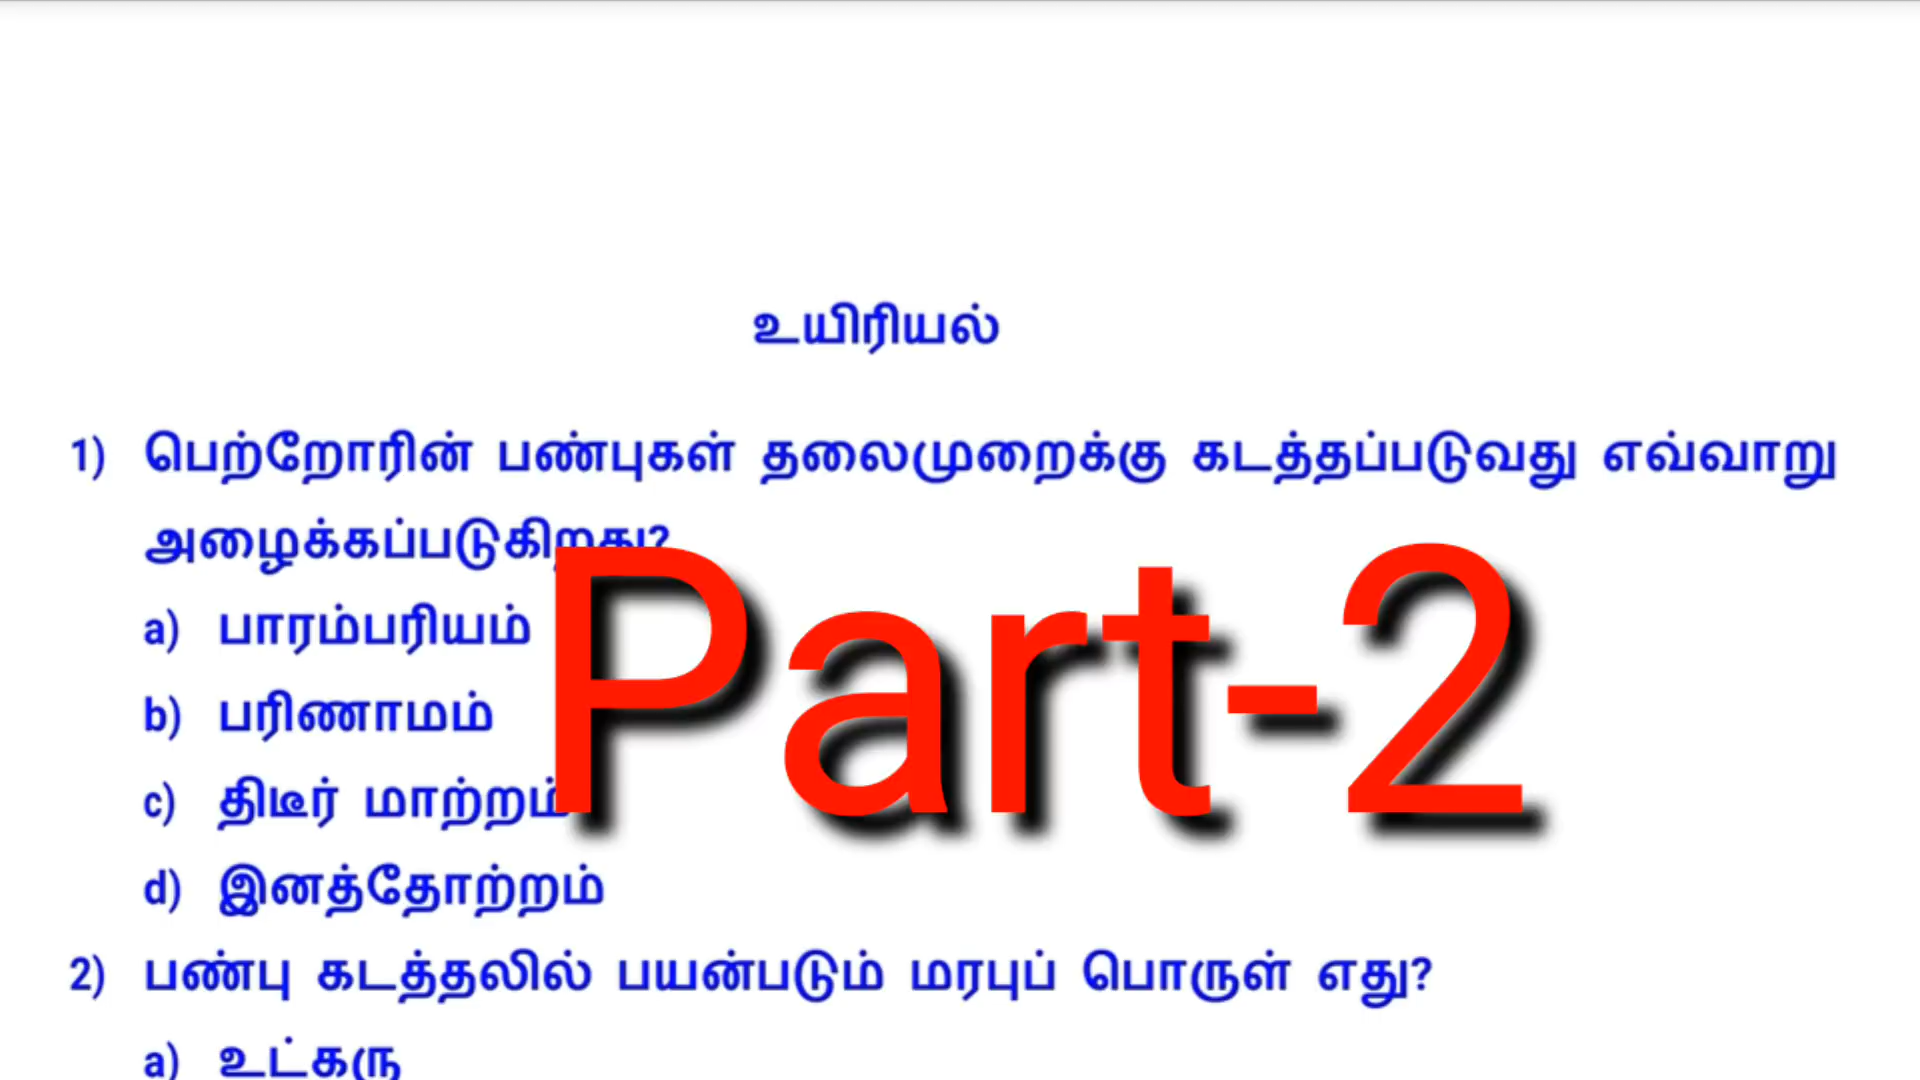 உயிரியல்
1) பெற்றோரின் பண்புகள் தலைமுறைக்கு கடத்தப்படுவது எவ்வாறு
அழைக்கப்படுகிறது?
a) பாரம்பரியம்
b) பரிணாமம்
c) திடீர் மாற்றம்
d) இனத்தோற்றம்
Part-2
2) பண்பு கடத்தலில் பயன்படும் மரபுப் பொருள் எது?
a) உட்கரு